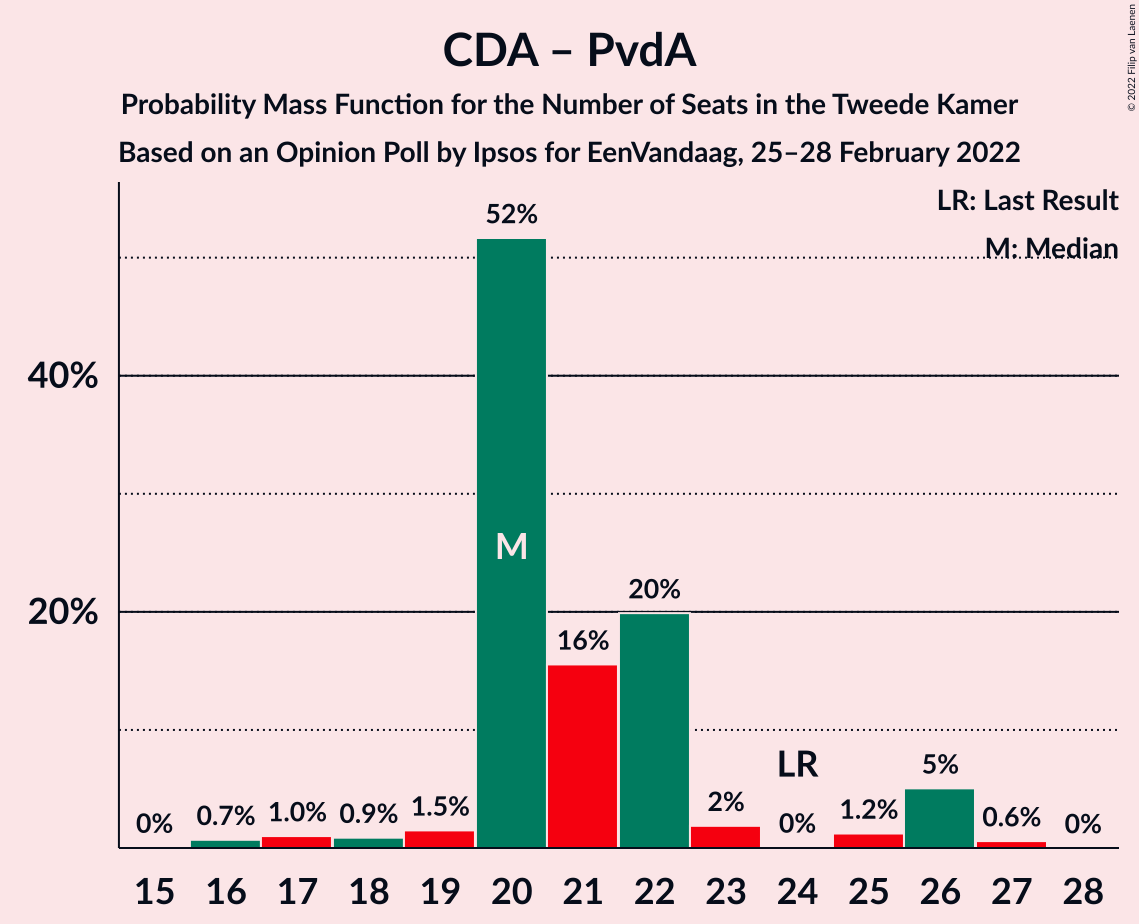 CDA – PvdA
Probability Mass Function for the Number of Seats in the Tweede Kamer
Based on an Opinion Poll by Ipsos for EenVandaag, 25–28 February 2022
© 2022 Filip van Laenen
LR: Last Result
M: Median
52%
40%
M
20%
20%
16%
LR
5%
0%
0.7%
1.0%
0.9%
1.5%
2%
0%
1.2%
0.6%
0%
15 16 17 18 19 20 21 22 23 24 25 26 27 28